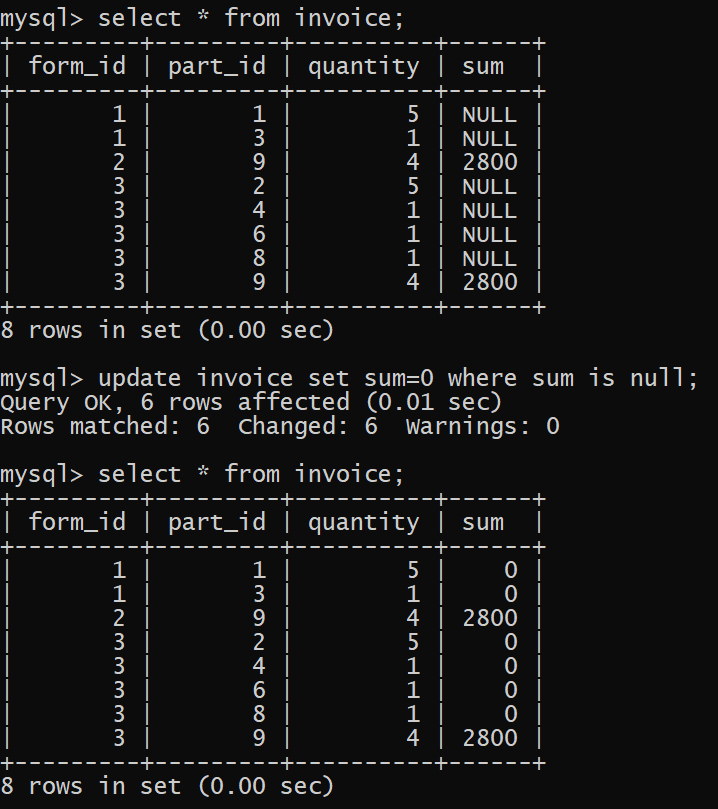 mysql> select * from invoice;
+---------+---------+----------+------+
| form_id | part_id | quantity | sum  |
+---------+---------+----------+------+
|       1 |       1 |        5 | NULL |
|       1 |       3 |        1 | NULL |
|       2 |       9 |        4 | 2800 |
|       3 |       2 |        5 | NULL |
|       3 |       4 |        1 | NULL |
|       3 |       6 |        1 | NULL |
|       3 |       8 |        1 | NULL |
|       3 |       9 |        4 | 2800 |
+---------+---------+----------+------+
8 rows in set (0.00 sec)

mysql> update invoice set sum=0 where sum is null;
Query OK, 6 rows affected (0.01 sec)
Rows matched: 6  Changed: 6  Warnings: 0

mysql> select * from invoice;
+---------+---------+----------+------+
| form_id | part_id | quantity | sum  |
+---------+---------+----------+------+
|       1 |       1 |        5 |    0 |
|       1 |       3 |        1 |    0 |
|       2 |       9 |        4 | 2800 |
|       3 |       2 |        5 |    0 |
|       3 |       4 |        1 |    0 |
|       3 |       6 |        1 |    0 |
|       3 |       8 |        1 |    0 |
|       3 |       9 |        4 | 2800 |
+---------+---------+----------+------+
8 rows in set (0.00 sec)